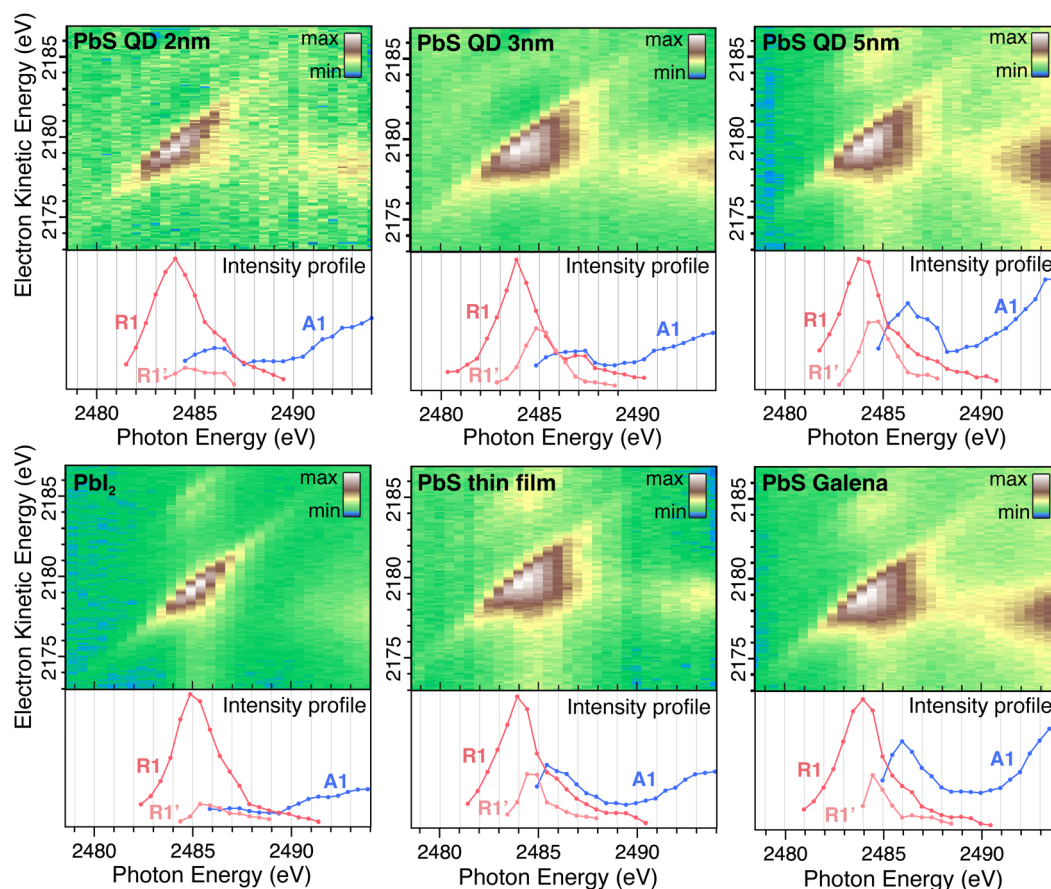 Electron Kinetic Energy (eV)
PbS QD 2nm
max
min
2185
2180
2175
Intensity profile
R1
R1'
A1
2480 2485 2490
Photon Energy (eV)
PbS QD 3nm
max
min
2185
2180
2175
Intensity profile
R1
R1'
A1
2480 2485 2490
Photon Energy (eV)
PbS QD 5nm
max
min
2185
2180
2175
Intensity profile
R1
R1'
A1
2480 2485 2490
Photon Energy (eV)
Electron Kinetic Energy (eV)
PbI₂
max
min
2185
2180
2175
Intensity profile
R1
R1'
A1
2480 2485 2490
Photon Energy (eV)
PbS thin film
max
min
2185
2180
2175
Intensity profile
R1
R1'
A1
2480 2485 2490
Photon Energy (eV)
PbS Galena
max
min
2185
2180
2175
Intensity profile
R1
R1'
A1
2480 2485 2490
Photon Energy (eV)